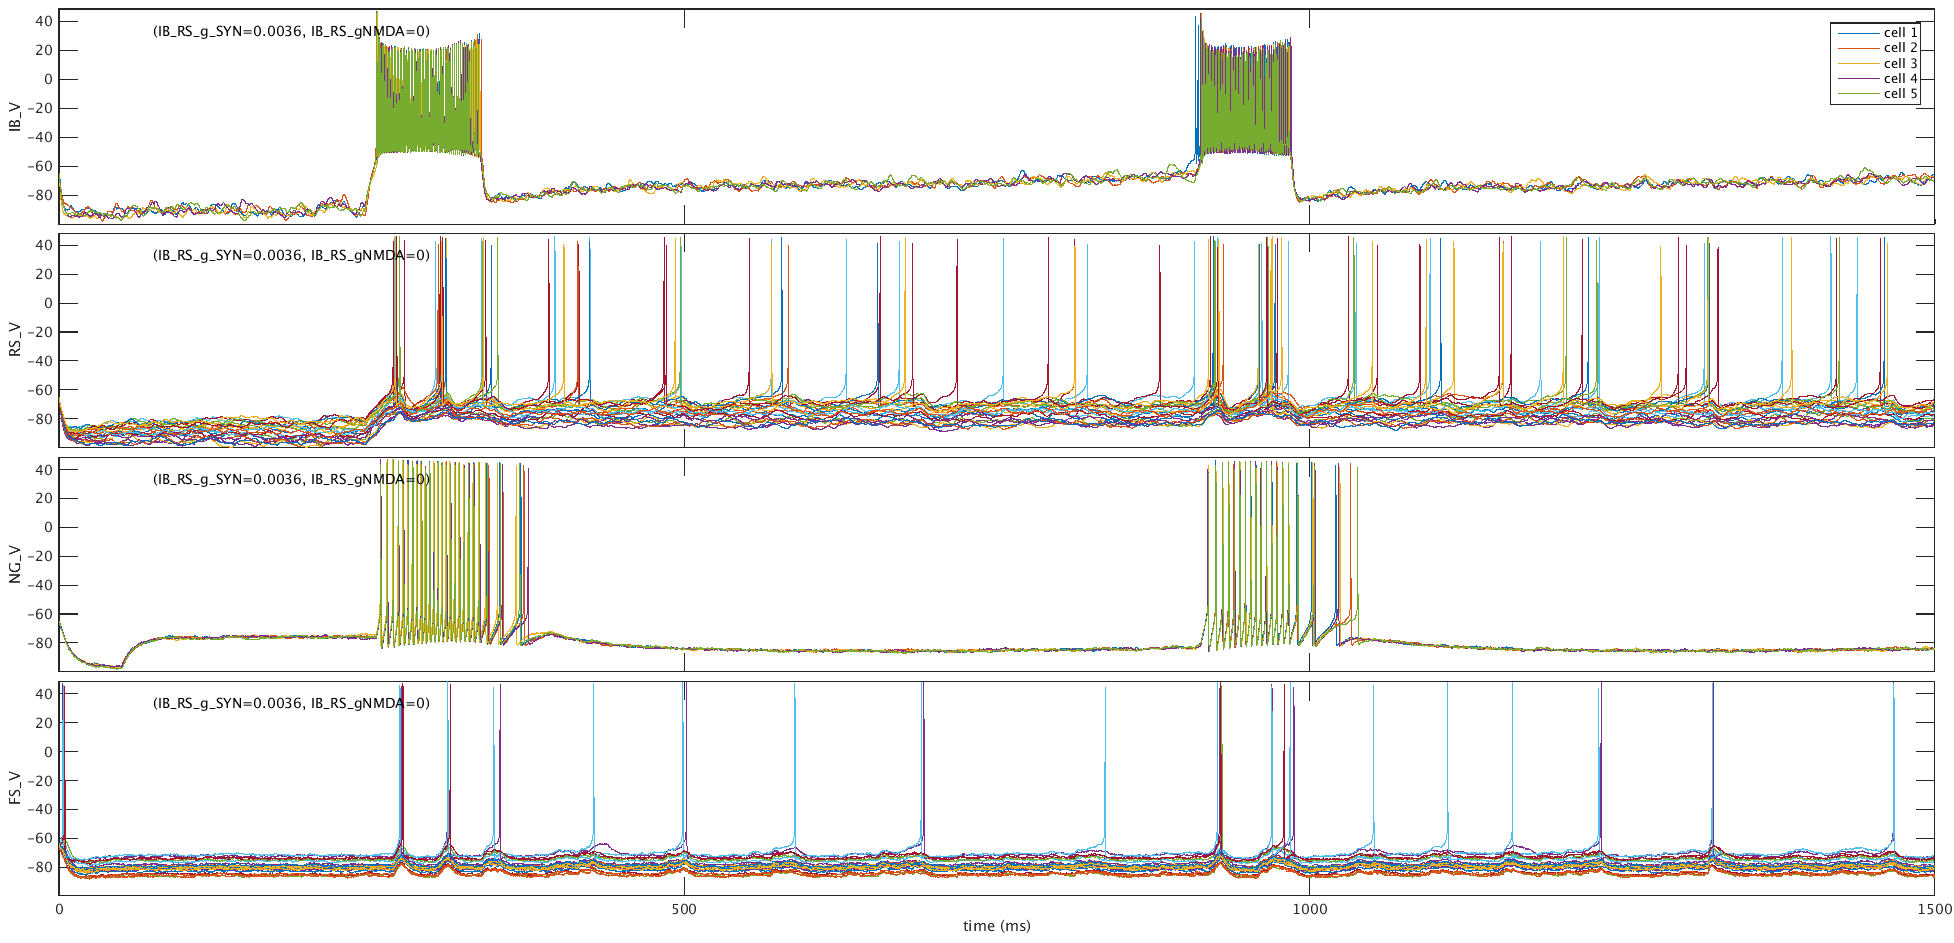 40
20
0
-20
-40
-60
-80
IB_V
(IB_RS_g_SYN=0.0036, IB_RS_gNMDA=0)
cell 1
cell 2
cell 3
cell 4
cell 5
40
20
0
-20
-40
-60
-80
RS_V
(IB_RS_g_SYN=0.0036, IB_RS_gNMDA=0)
40
20
0
-20
-40
-60
-80
NG_V
(IB_RS_g_SYN=0.0036, IB_RS_gNMDA=0)
40
20
0
-20
-40
-60
-80
FS_V
(IB_RS_g_SYN=0.0036, IB_RS_gNMDA=0)
0 500 1000 1500
time (ms)